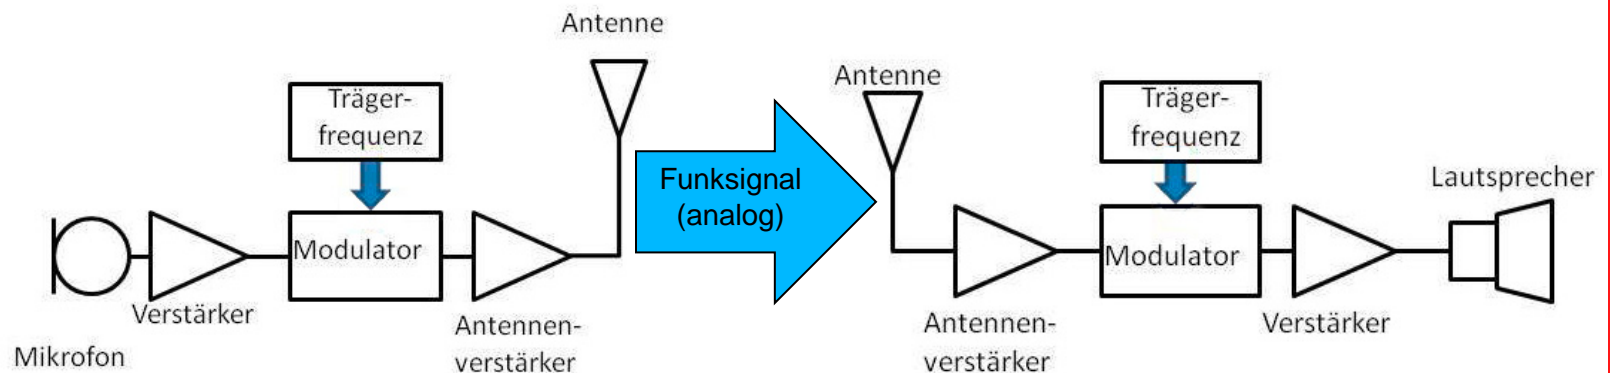 Antenne
Träger-
frequenz
Modulator
Verstärker
Antennen-
verstärker
Mikrofon
Funksignal
(analog)
Antenne
Träger-
frequenz
Lautsprecher
Modulator
Antennen-
verstärker
Verstärker